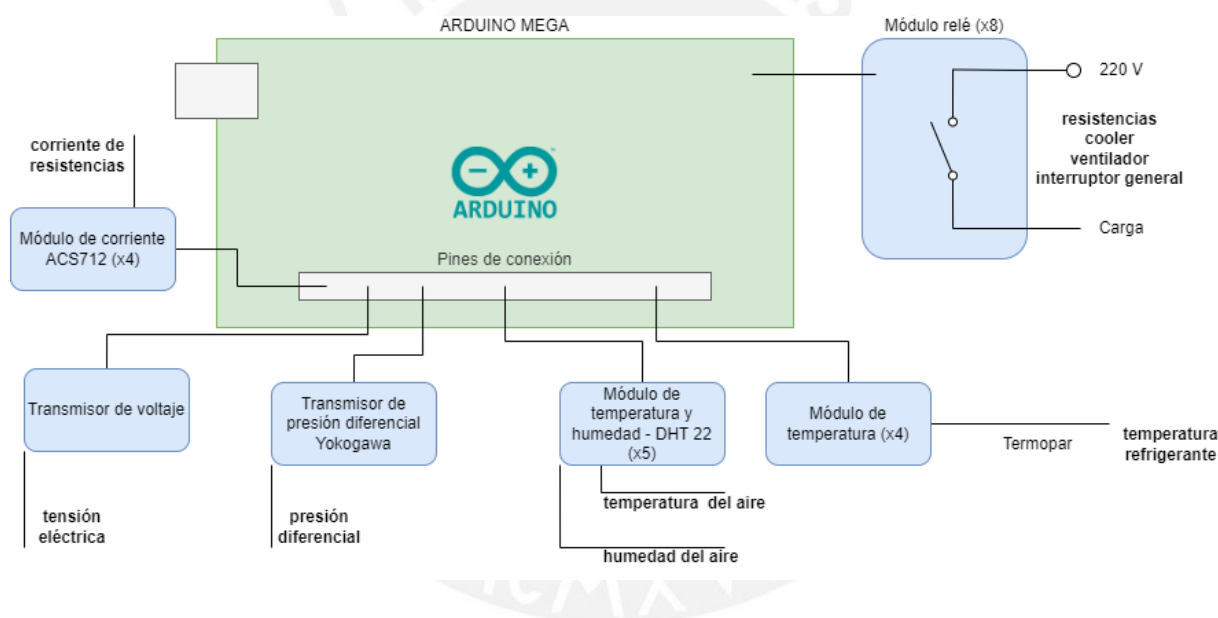 ARDUINO MEGA
Módulo relé (x8)
220 V
resistencias
cooler
ventilador
interruptor general
Carga
corriente de
resistencias
Módulo de corriente
ACS712 (x4)
ARDUINO
Pines de conexión
Transmisor de voltaje
Transmisor de
presión diferencial
Yokogawa
Módulo de
temperatura y
humedad - DHT 22
(x5)
Módulo de
temperatura (x4)
Termopar
temperatura
refrigerante
tensión
eléctrica
presión
diferencial
temperatura del aire
humedad del aire